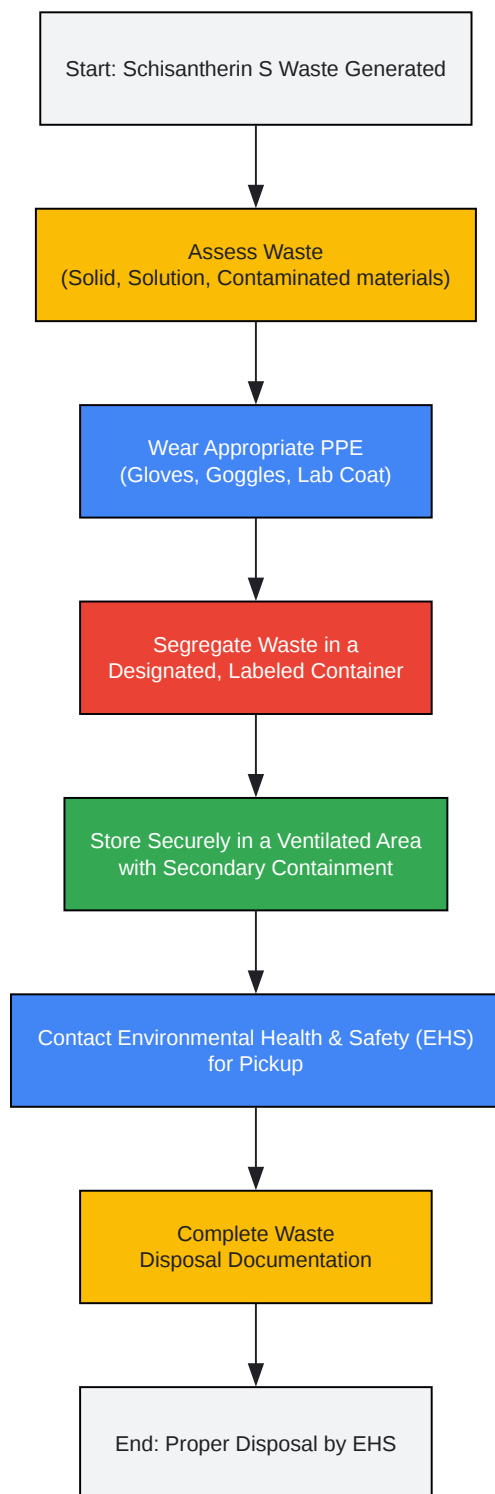 Start: Schisantherin S Waste Generated
Assess Waste
(Solid, Solution, Contaminated materials)
Wear Appropriate PPE
(Gloves, Goggles, Lab Coat)
Segregate Waste in a
Designated, Labeled Container
Store Securely in a Ventilated Area
with Secondary Containment
Contact Environmental Health & Safety (EHS)
for Pickup
Complete Waste
Disposal Documentation
End: Proper Disposal by EHS